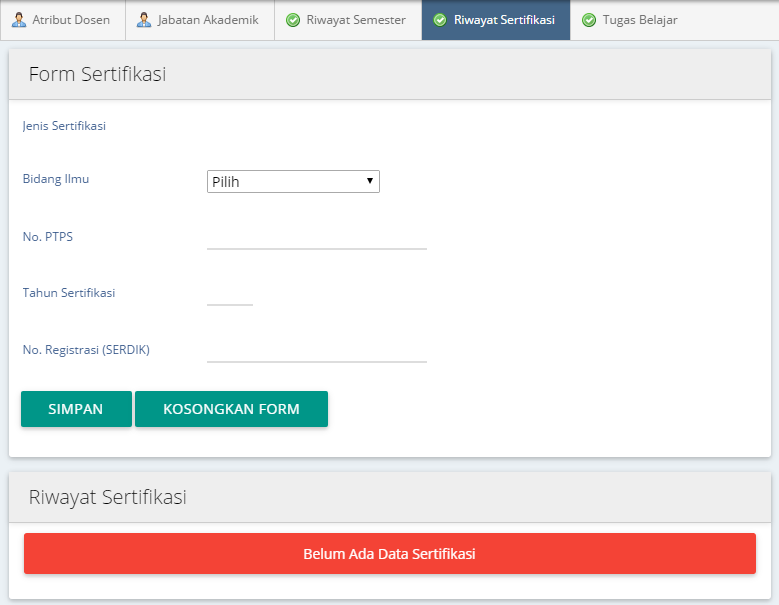 Atribut Dosen Jabatan Akademik Riwayat Semester Riwayat Sertifikasi Tugas Belajar
Form Sertifikasi
Jenis Sertifikasi
Bidang Ilmu Pilih
No. PTPS
Tahun Sertifikasi
No. Registrasi (SERDIK)
SIMPAN KOSONGKAN FORM
Riwayat Sertifikasi
Belum Ada Data Sertifikasi